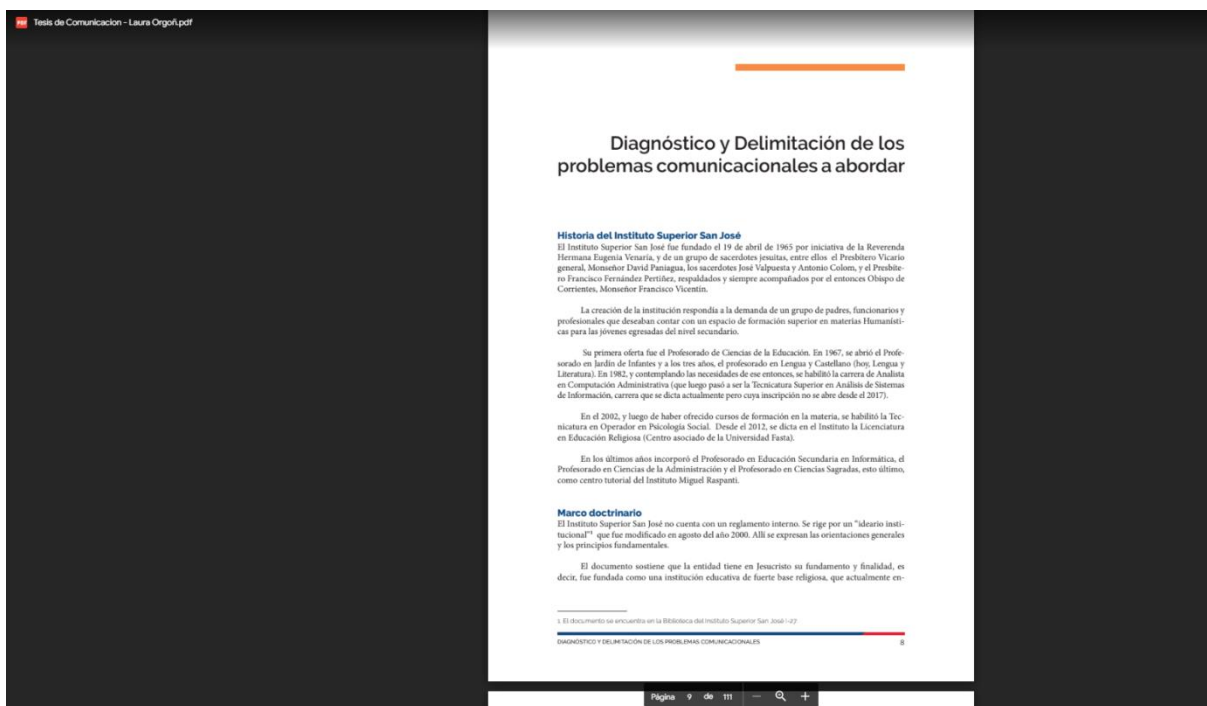 PDF
Tesis de Comunicacion - Laura Orgoñ.pdf
Diagnóstico y Delimitación de los
problemas comunicacionales a abordar
Historia del Instituto Superior San José
El Instituto Superior San José fue fundado el 19 de abril de 1965 por iniciativa de la Reverenda
Hermana Eugenia Venaria, y de un grupo de sacerdotes jesuitas, entre ellos el Presbítero Vicario
general, Monseñor David Paniagua, los sacerdotes José Valpuesta y Antonio Colom, y el Presbíte-
ro Francisco Fernández Pertiñez, respaldados y siempre acompañados por el entonces Obispo de
Corrientes, Monseñor Francisco Vicentín.
La creación de la institución respondía a la demanda de un grupo de padres, funcionarios y
profesionales que deseaban contar con un espacio de formación superior en materias Humanísti-
cas para las jóvenes egresadas del nivel secundario.
Su primera oferta fue el Profesorado de Ciencias de la Educación. En 1967, se abrió el Profe-
sorado en Jardín de Infantes y a los tres años, el profesorado en Lengua y Castellano (hoy, Lengua y
Literatura). En 1982, y contemplando las necesidades de ese entonces, se habilitó la carrera de Analista
en Computación Administrativa (que luego pasó a ser la Tecnicatura Superior en Análisis de Sistemas
de Información, carrera que se dicta actualmente pero cuya inscripción no se abre desde el 2017).
En el 2002, y luego de haber ofrecido cursos de formación en la materia, se habilitó la Tec-
nicatura en Operador en Psicología Social. Desde el 2012, se dicta en el Instituto la Licenciatura
en Educación Religiosa (Centro asociado de la Universidad Fasta).
En los últimos años incorporó el Profesorado en Educación Secundaria en Informática, el
Profesorado en Ciencias de la Administración y el Profesorado en Ciencias Sagradas, esto último,
como centro tutorial del Instituto Miguel Raspanti.
Marco doctrinario
El Instituto Superior San José no cuenta con un reglamento interno. Se rige por un "ideario insti-
tucional"¹ que fue modificado en agosto del año 2000. Allí se expresan las orientaciones generales
y los principios fundamentales.
El documento sostiene que la entidad tiene en Jesucristo su fundamento y finalidad, es
decir, fue fundada como una institución educativa de fuerte base religiosa, que actualmente en-
1. El documento se encuentra en la Biblioteca del Instituto Superior San José I-27
DIAGNÓSTICO Y DELIMITACIÓN DE LOS PROBLEMAS COMUNICACIONALES
8
Página 9 de 111